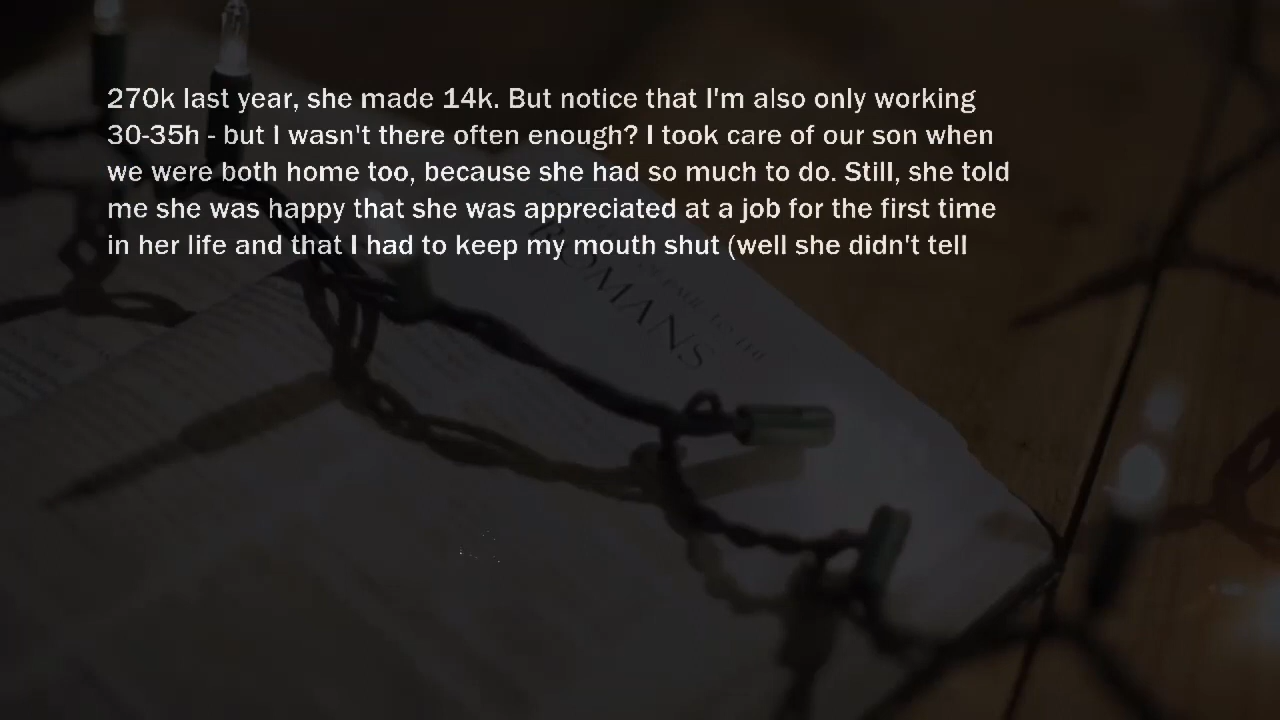 270k last year, she made 14k. But notice that I'm also only working
30-35h - but I wasn't there often enough? I took care of our son when
we were both home too, because she had so much to do. Still, she told
me she was happy that she was appreciated at a job for the first time
in her life and that I had to keep my mouth shut (well she didn't tell
ROMANS